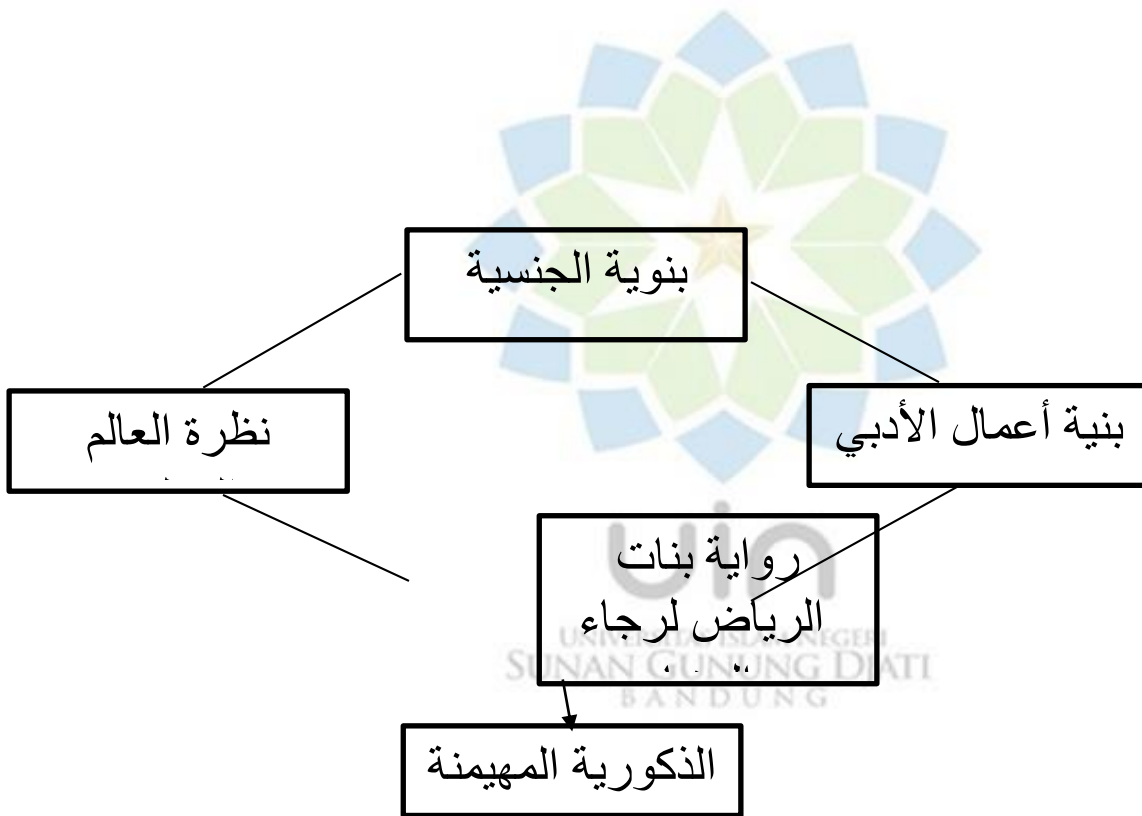 بنوية الجنسية
نظرة العالم
بنية أعمال الأدبي
رواية بنات
الرياض لرجاء
الذكورية المهيمنة
uin
UNIVERSITAS ISLAM NEGERI
SUNAN GUNUNG DJATI
BANDUNG